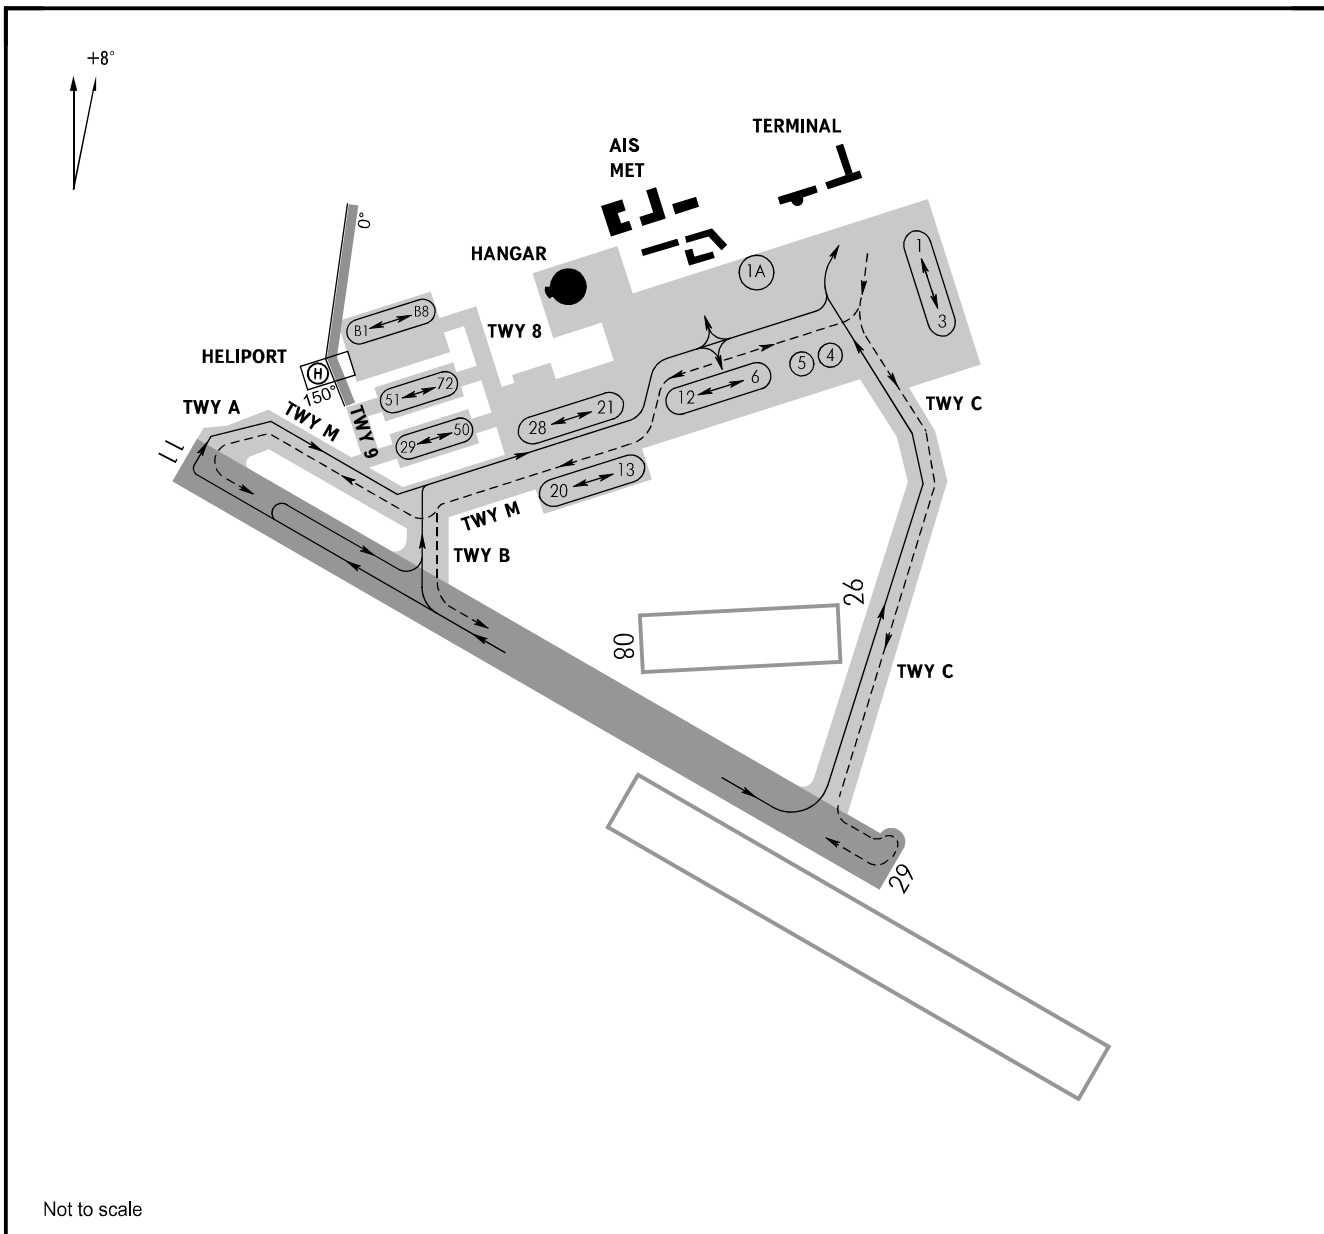 +8°
TERMINAL
AIS
MET
0°
HANGAR
1A
1
3
B1
B8
TWY 8
HELIPORT
H
150°
5
4
51
72
12
6
TWY A
TWY M
TWY 9
28
21
TWY C
29
50
11
20
13
TWY M
TWY B
26
08
TWY C
29
Not to scale